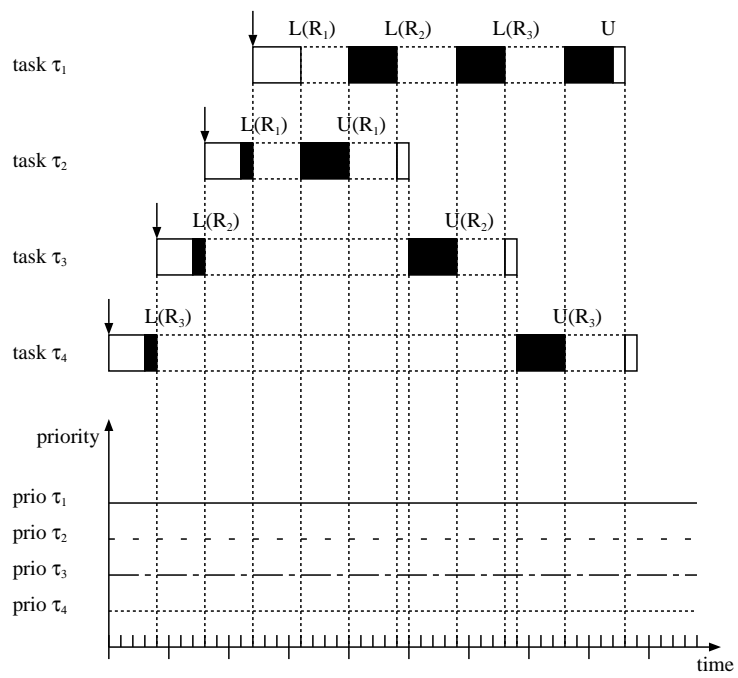 L(R₁) L(R₂) L(R₃) U
task τ₁
L(R₁) U(R₁)
task τ₂
L(R₂) U(R₂)
task τ₃
L(R₃) U(R₃)
task τ₄
priority
prio τ₁
prio τ₂
prio τ₃
prio τ₄
time